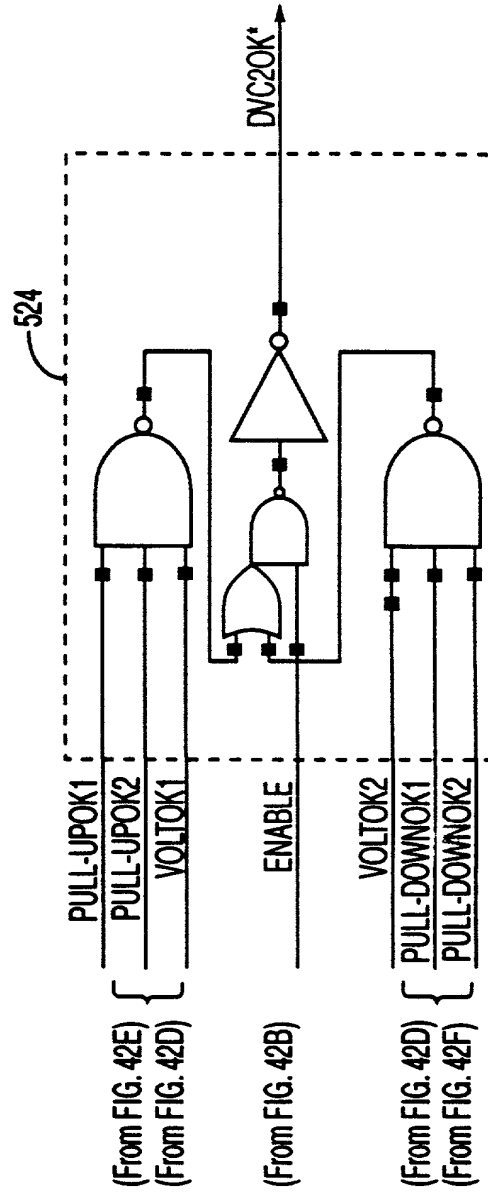 524
(From FIG. 42E)
(From FIG. 42D)
PULL-UPOK1
PULL-UPOK2
VOLTOK1
(From FIG. 42B)
ENABLE
DVC2OK*
(From FIG. 42D)
(From FIG. 42F)
VOLTOK2
PULL-DOWNOK1
PULL-DOWNOK2